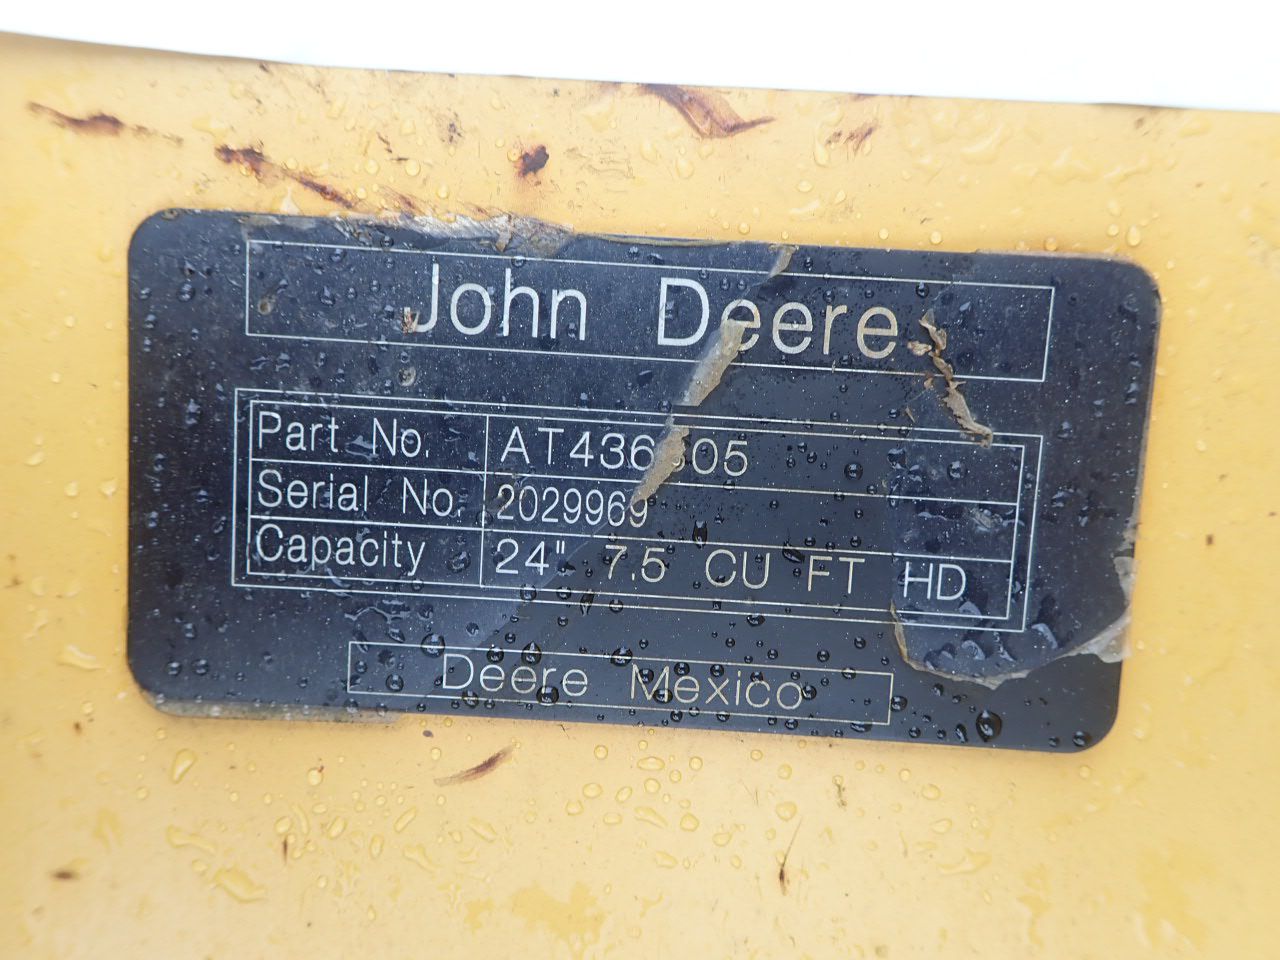 John Deere
Part No.
Serial No. 2029969
Capacity 24" 7.5 CU FT HD
Deere Mexico